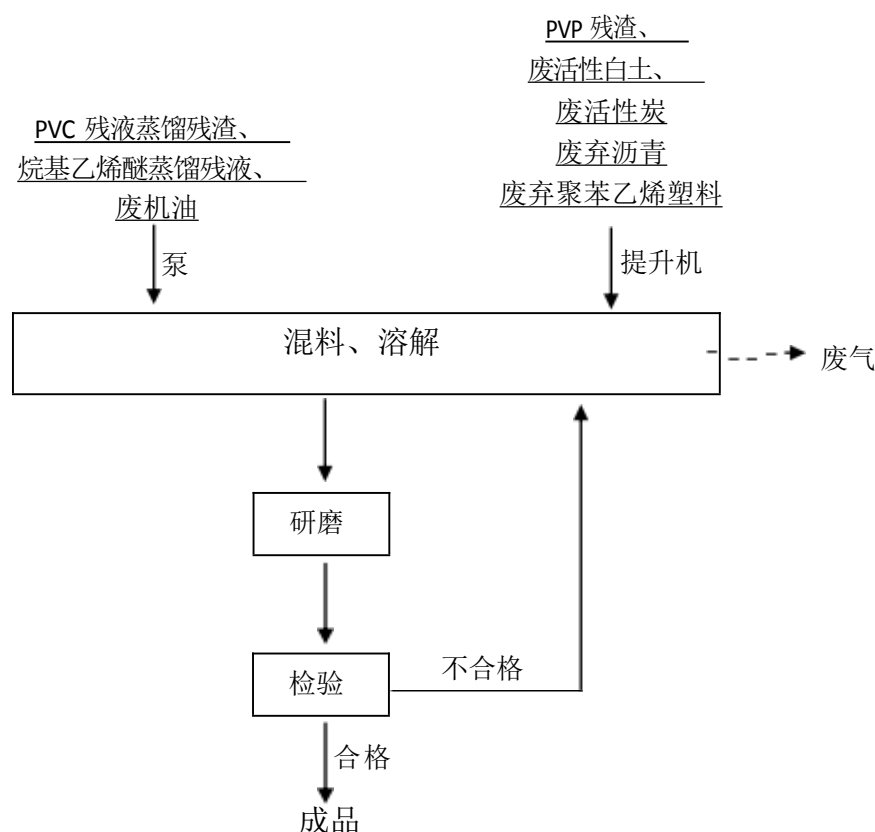 PVP 残渣、
废活性白土、
废活性炭
废弃沥青
废弃聚苯乙烯塑料
PVC 残液蒸馏残渣、
烷基乙烯醚蒸馏残液、
废机油
泵
提升机
混料、溶解
废气
研磨
检验
不合格
合格
成品